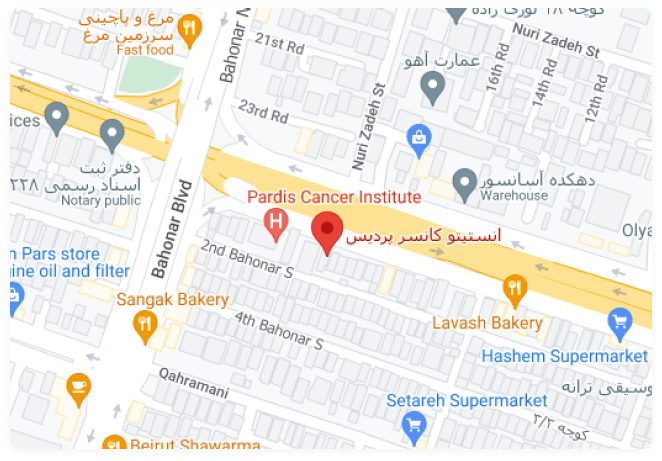 کوچه ۱۸ نوری زاده
مرغ و پاچینی
سرزمین مرغ
Fast food
Bahonar N
21st Rd
Nuri Zadeh St
16th Rd
14th Rd
12th Rd
عمارت آهو
23rd Rd
Nuri Zadeh St
ices
دفتر ثبت
اسناد رسمی ۲۲۸
Notary public
دهکده آسانسور
Warehouse
Pardis Cancer Institute
انستیتو کانسر پردیس
Olya
Bahonar Blvd
2nd Bahonar S
n Pars store
gine oil and filter
Sangak Bakery
4th Bahonar S
Lavash Bakery
Hashem Supermarket
Qahramani
Setareh Supermarket
وسیقی ترانه
کوچه ۲/۲
Beirut Shawarma